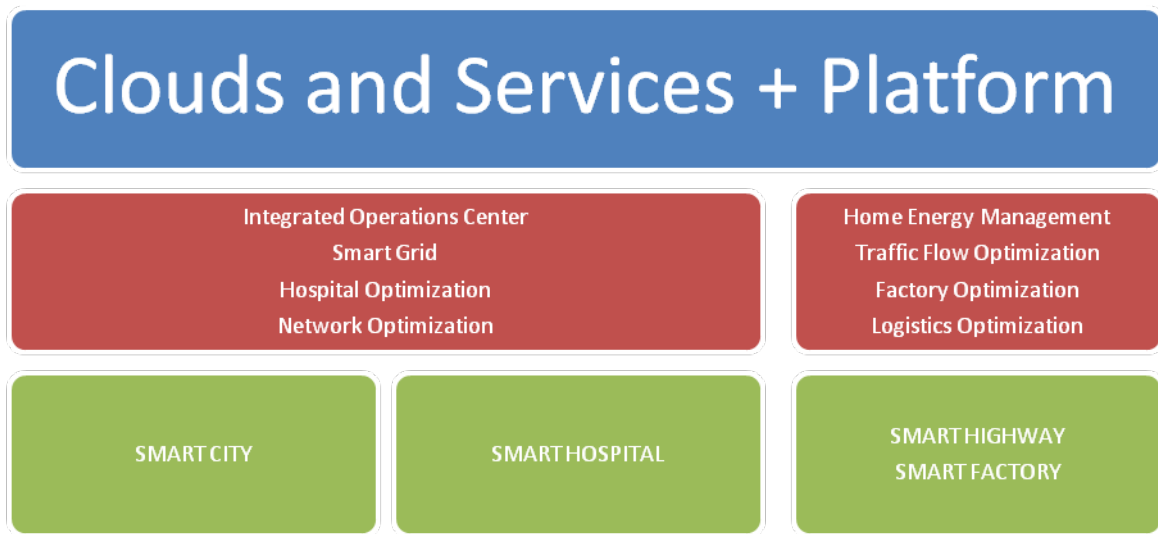 Clouds and Services + Platform
Integrated Operations Center
Smart Grid
Hospital Optimization
Network Optimization
Home Energy Management
Traffic Flow Optimization
Factory Optimization
Logistics Optimization
SMART CITY
SMART HOSPITAL
SMART HIGHWAY
SMART FACTORY